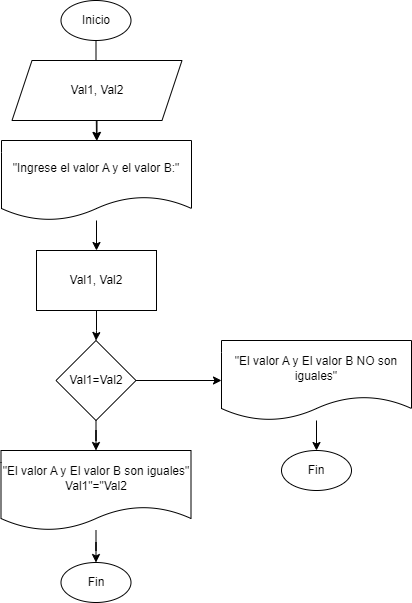 Inicio
Val1, Val2
"Ingrese el valor A y el valor B:"
Val1, Val2
Val1=Val2
"El valor A y El valor B NO son
iguales"
"El valor A y El valor B son iguales"
Val1"="Val2
Fin
Fin